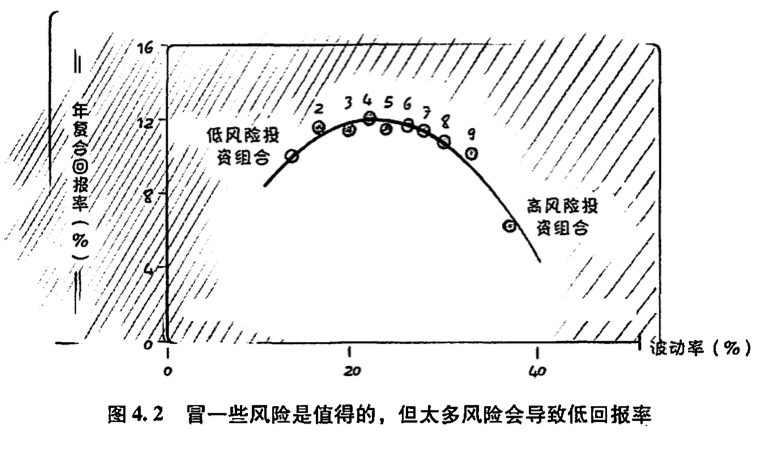 16
12
8
4
0
年复合回报率(%)
低风险投
资组合
2 3 4 5 6 7 8 9
高风险投
资组合
0 20 40
波动率(%)
图4.2 冒一些风险是值得的，但太多风险会导致低回报率